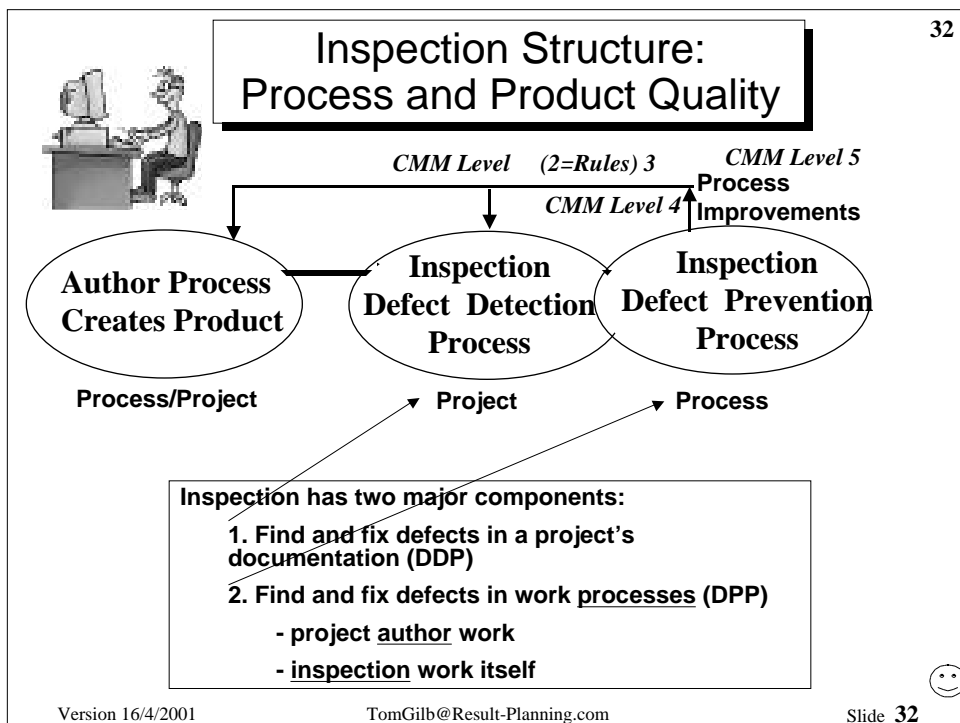 32
Inspection Structure:
Process and Product Quality
CMM Level (2=Rules) 3
CMM Level 5
Process
Improvements
CMM Level 4
Author Process
Creates Product
Inspection
Defect Detection
Process
Inspection
Defect Prevention
Process
Process/Project
Project
Process
Inspection has two major components:
1. Find and fix defects in a project's
documentation (DDP)
2. Find and fix defects in work processes (DPP)
- project author work
- inspection work itself
Version 16/4/2001
TomGilb@Result-Planning.com
Slide 32